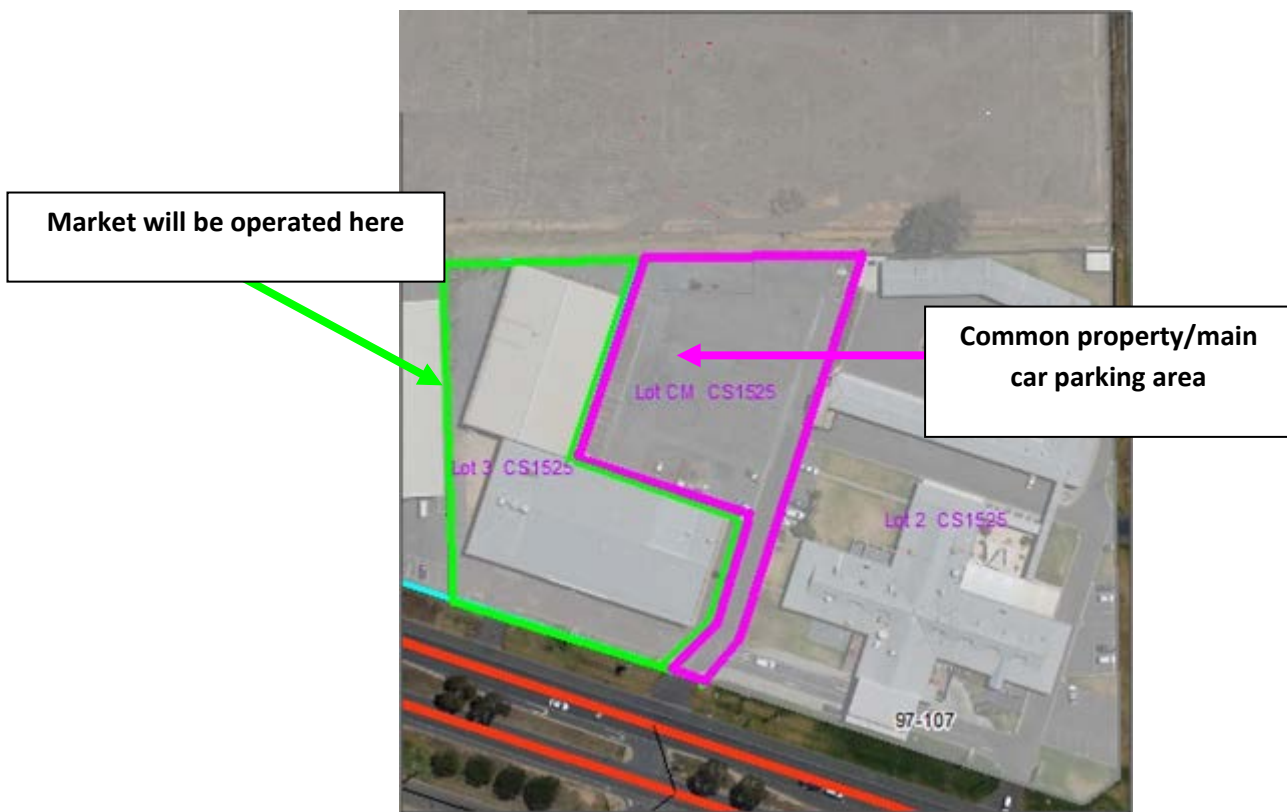 Market will be operated here
Common property/main
car parking area
Lot CM CS1525
Lot 3 CS1525
Lot 2 CS1525
97-107